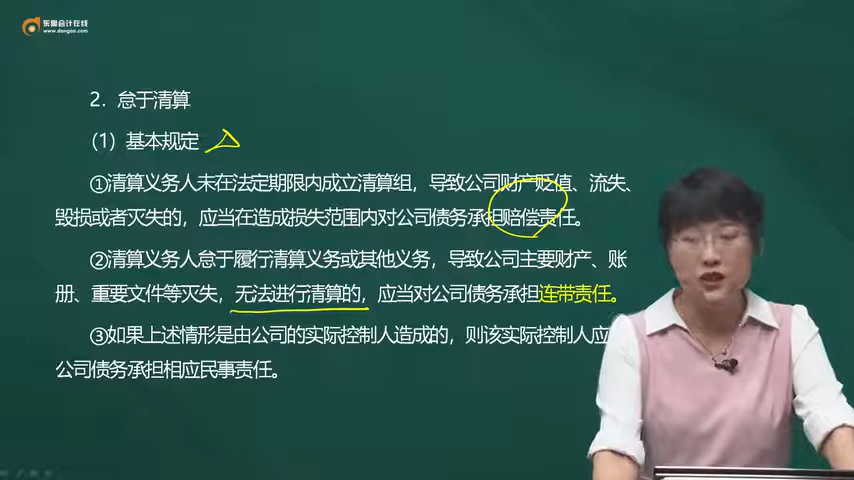 东奥会计在线
www.dongao.com
2．怠于清算
（1）基本规定
①清算义务人未在法定期限内成立清算组，导致公司财产贬值、流失、
毁损或者灭失的，应当在造成损失范围内对公司债务承担赔偿责任。
②清算义务人怠于履行清算义务或其他义务，导致公司主要财产、账
册、重要文件等灭失，无法进行清算的，应当对公司债务承担连带责任。
③如果上述情形是由公司的实际控制人造成的，则该实际控制人应
公司债务承担相应民事责任。